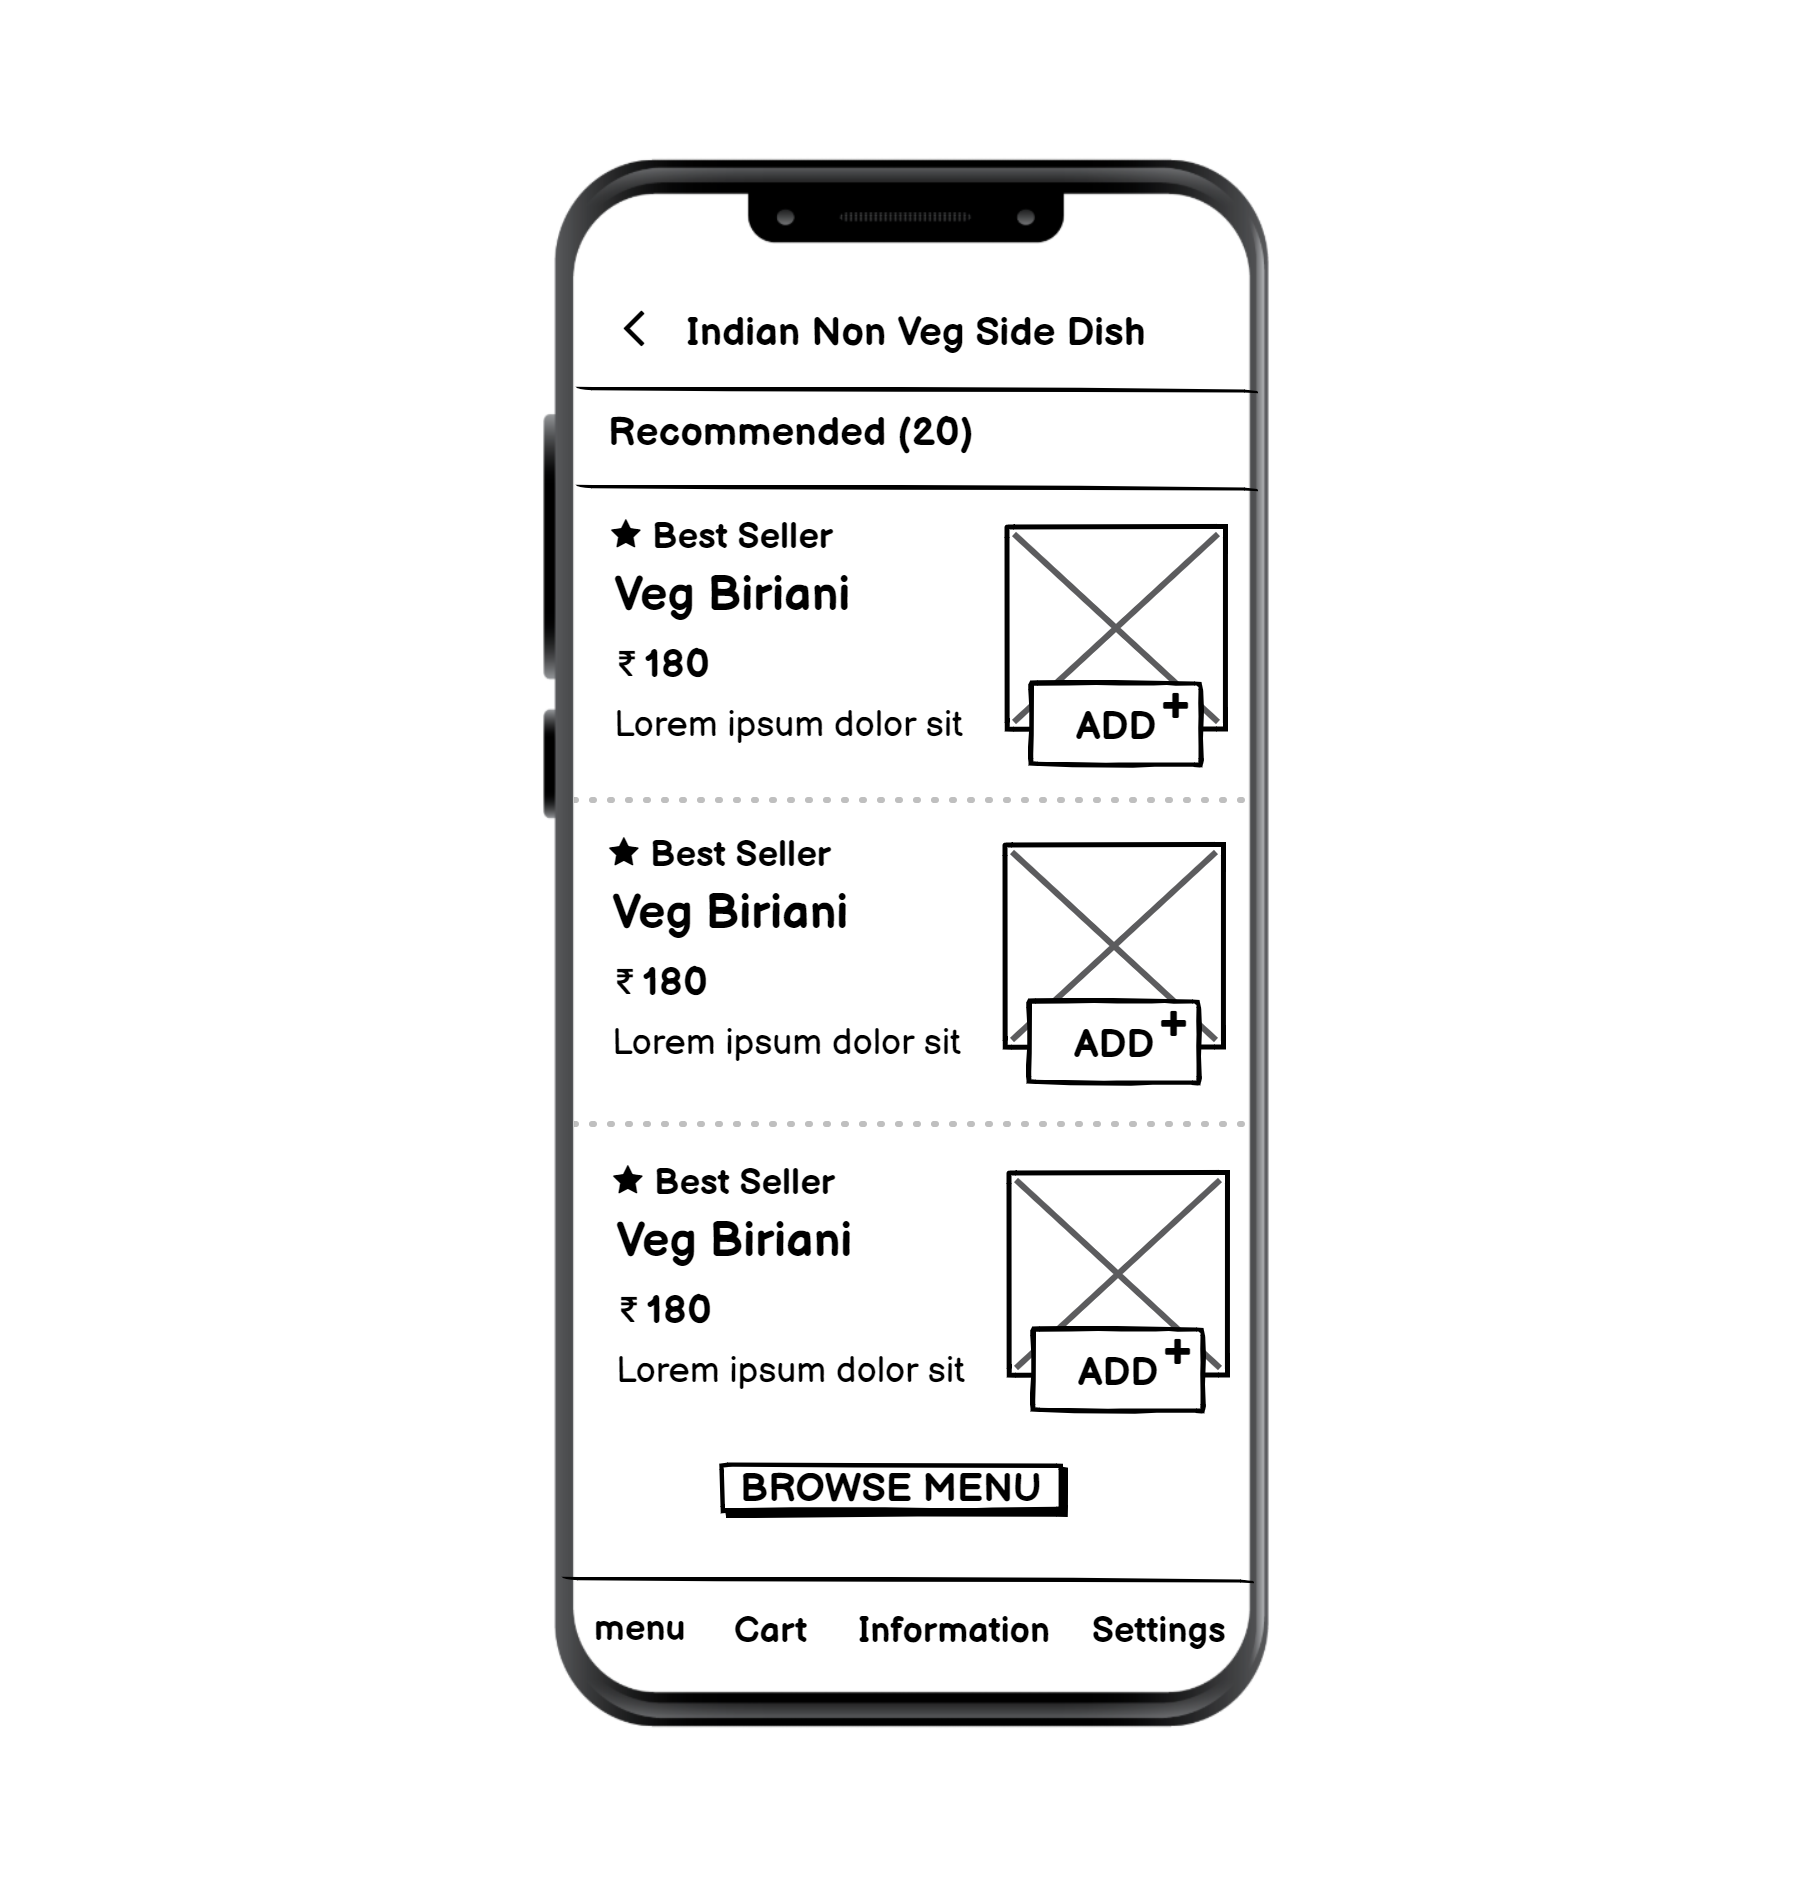 Indian Non Veg Side Dish
Recommended (20)
Best Seller
Veg Biriani
₹ 180
Lorem ipsum dolor sit
ADD +
Best Seller
Veg Biriani
₹ 180
Lorem ipsum dolor sit
ADD +
Best Seller
Veg Biriani
₹ 180
Lorem ipsum dolor sit
ADD +
BROWSE MENU
menu Cart Information Settings